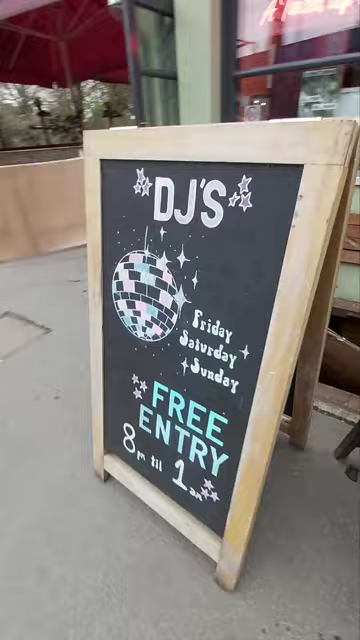 DJ'S
Friday
Saturday
Sunday
FREE
ENTRY
8pm til 1am